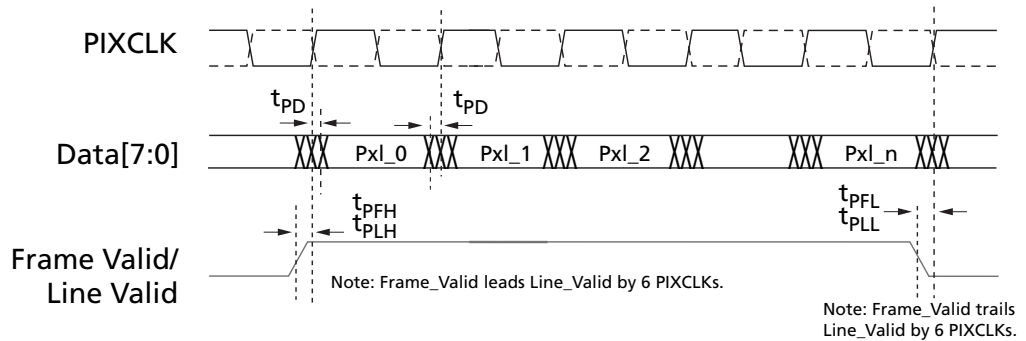 PIXCLK
tPD
tPD
Data[7:0]
Pxl_0
Pxl_1
Pxl_2
Pxl_n
tPFH
tPLH
tPFL
tPLL
Frame Valid/
Line Valid
Note: Frame_Valid leads Line_Valid by 6 PIXCLKs.
Note: Frame_Valid trails
Line_Valid by 6 PIXCLKs.